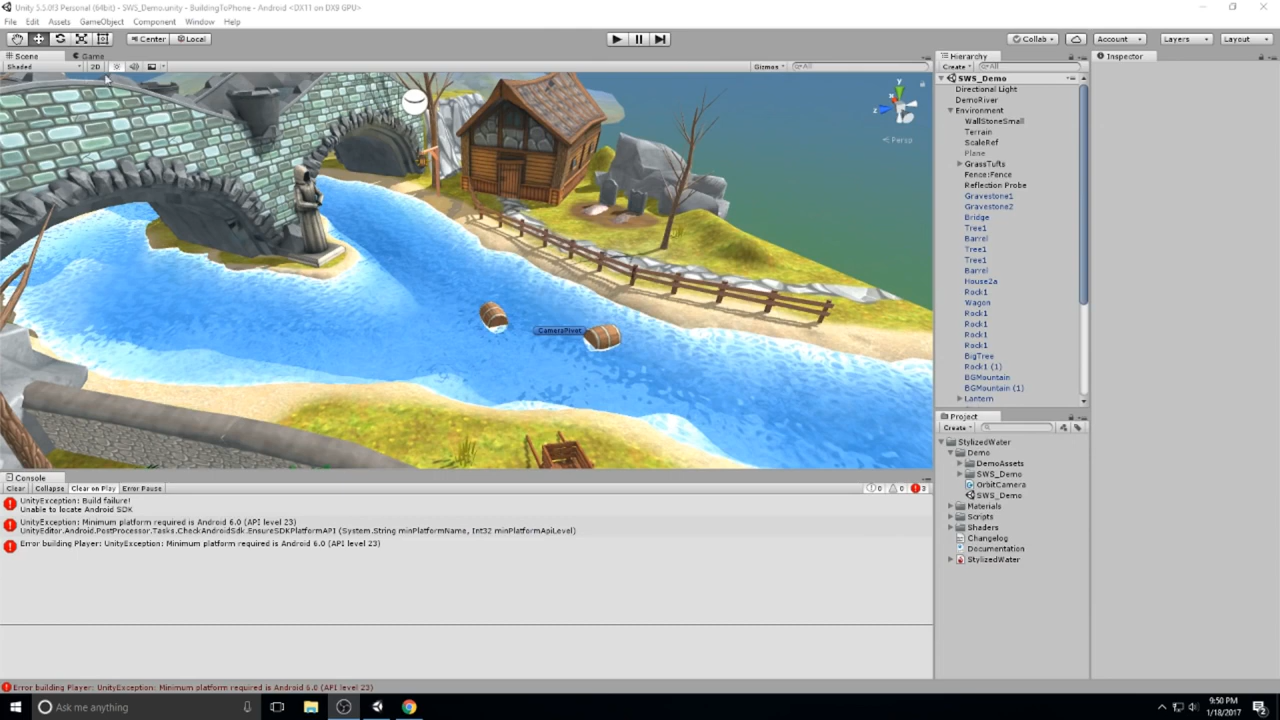 Unity 5.5.0f3 Personal (64bit) - SWS_Demo.unity - BuildingToPhone - Android <DX11 on DX9 GPU>
File Edit Assets GameObject Component Window Help
Center Local Collab Account Layers Layout
Scene Game
Shaded 2D Gizmos All
Persp
y
x
z
CameraPivot
Hierarchy
Create All
SWS_Demo
Directional Light
DemoRiver
Environment
WallStoneSmall
Terrain
ScaleRef
Plane
GrassTufts
Fence:Fence
Reflection Probe
Gravestone1
Gravestone2
Bridge
Tree1
Barrel
Tree1
Tree1
Barrel
House2a
Rock1
Wagon
Rock1
Rock1
Rock1
Rock1
BigTree
Rock1 (1)
BGMountain
BGMountain (1)
Lantern
Inspector
Project
Create
StylizedWater
Demo
DemoAssets
SWS_Demo
OrbitCamera
SWS_Demo
Materials
Scripts
Shaders
Changelog
Documentation
StylizedWater
Console
Clear Collapse Clear on Play Error Pause 0 0 3
UnityException: Build failure!
Unable to locate Android SDK
UnityException: Minimum platform required is Android 6.0 (API level 23)
UnityEditor.Android.PostProcessor.Tasks.CheckAndroidSdk.EnsureSDKPlatformAPI (System.String minPlatformName, Int32 minPlatformApiLevel)
Error building Player: UnityException: Minimum platform required is Android 6.0 (API level 23)
Error building Player: UnityException: Minimum platform required is Android 6.0 (API level 23)
Ask me anything
9:50 PM
1/18/2017
2